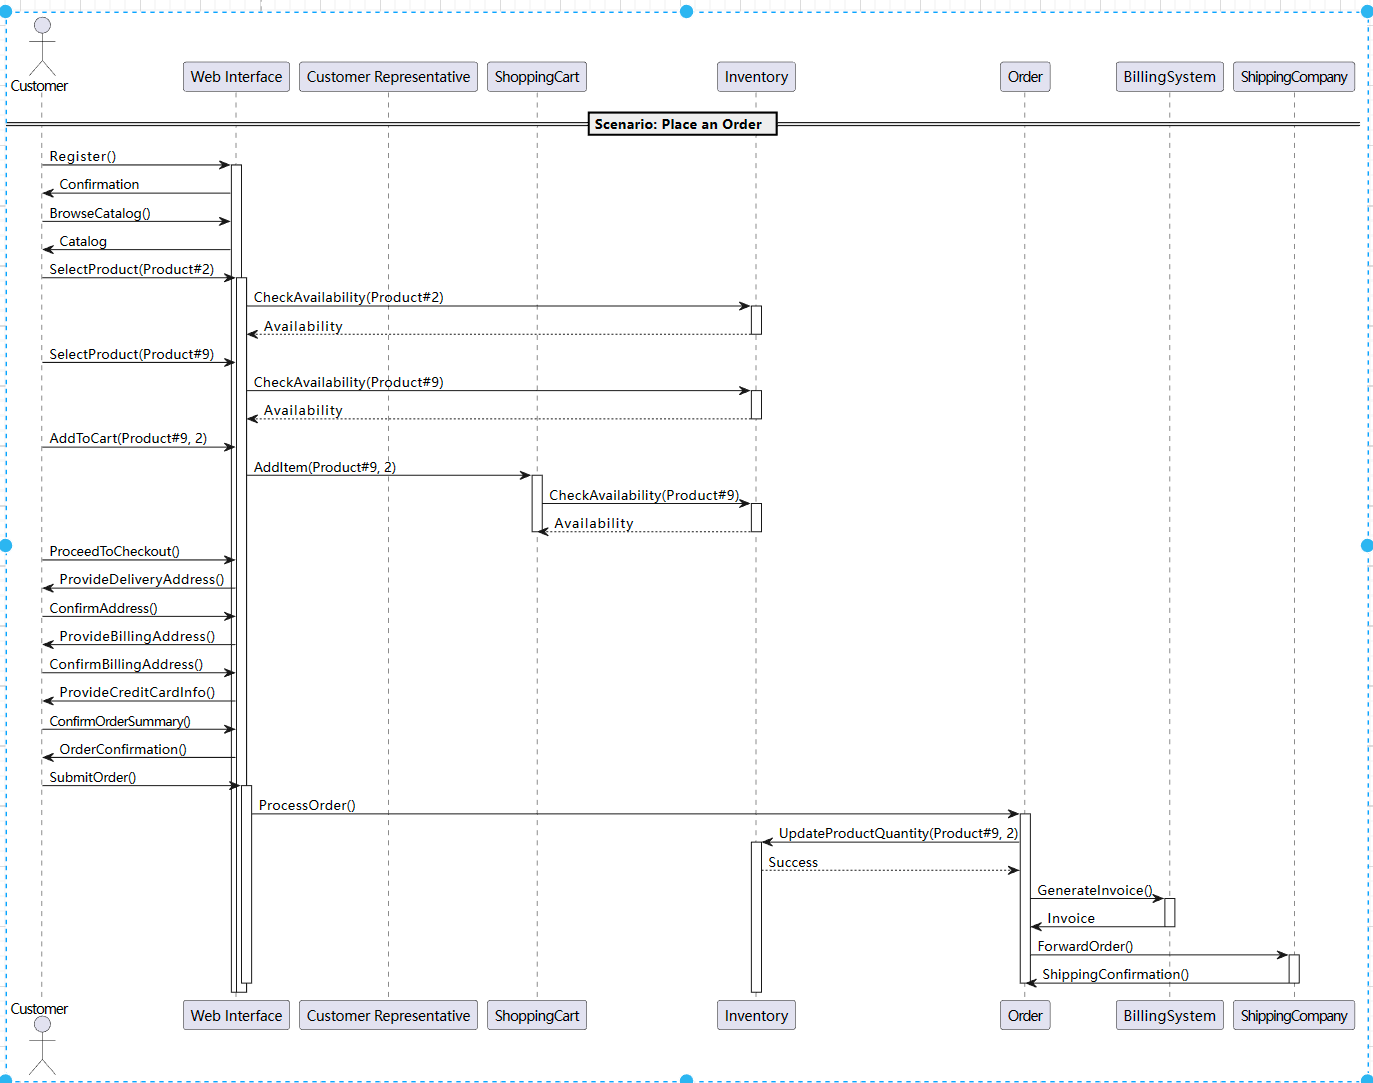 Customer
Web Interface
Customer Representative
ShoppingCart
Inventory
Order
BillingSystem
ShippingCompany
Scenario: Place an Order
Register()
Confirmation
BrowseCatalog()
Catalog
SelectProduct(Product#2)
CheckAvailability(Product#2)
Availability
SelectProduct(Product#9)
CheckAvailability(Product#9)
Availability
AddToCart(Product#9, 2)
AddItem(Product#9, 2)
CheckAvailability(Product#9)
Availability
ProceedToCheckout()
ProvideDeliveryAddress()
ConfirmAddress()
ProvideBillingAddress()
ConfirmBillingAddress()
ProvideCreditCardInfo()
ConfirmOrderSummary()
OrderConfirmation()
SubmitOrder()
ProcessOrder()
UpdateProductQuantity(Product#9, 2)
Success
GenerateInvoice()
Invoice
ForwardOrder()
ShippingConfirmation()
Customer
Web Interface
Customer Representative
ShoppingCart
Inventory
Order
BillingSystem
ShippingCompany